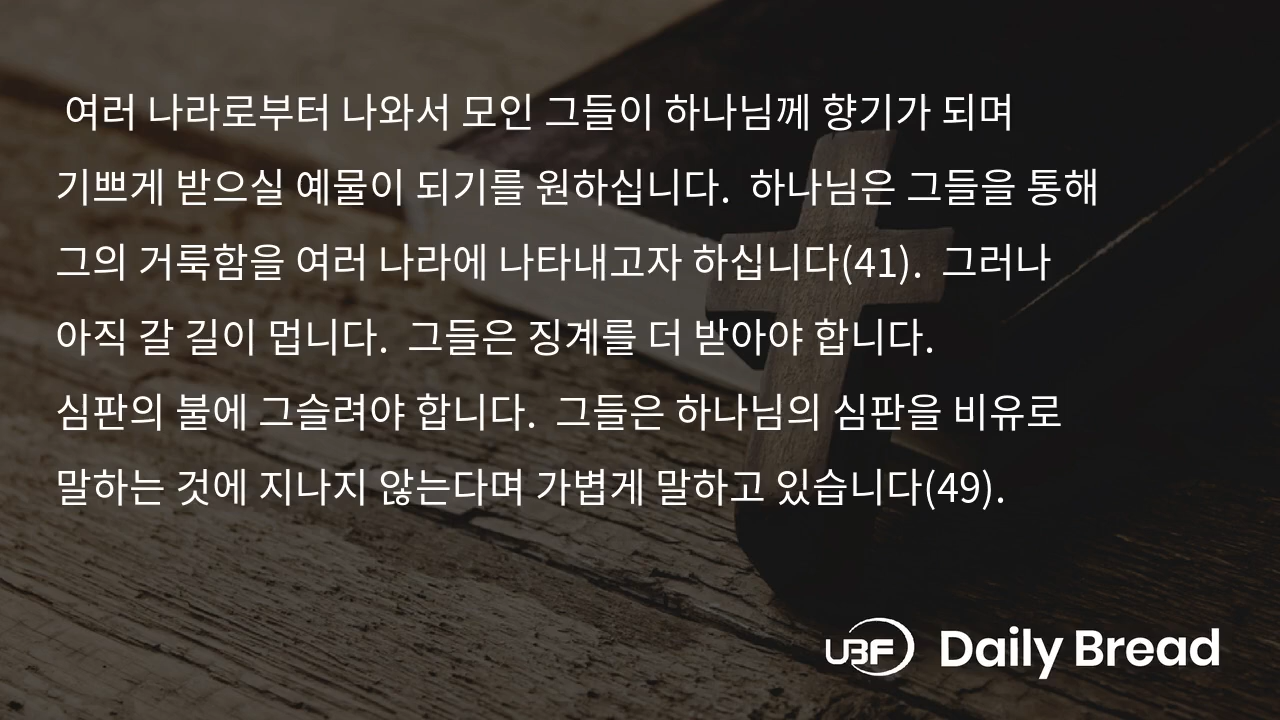 여러 나라로부터 나와서 모인 그들이 하나님께 향기가 되며
기쁘게 받으실 예물이 되기를 원하십니다.  하나님은 그들을 통해
그의 거룩함을 여러 나라에 나타내고자 하십니다(41).  그러나
아직 갈 길이 멉니다.  그들은 징계를 더 받아야 합니다.
심판의 불에 그슬려야 합니다.  그들은 하나님의 심판을 비유로
말하는 것에 지나지 않는다며 가볍게 말하고 있습니다(49).
UBF Daily Bread